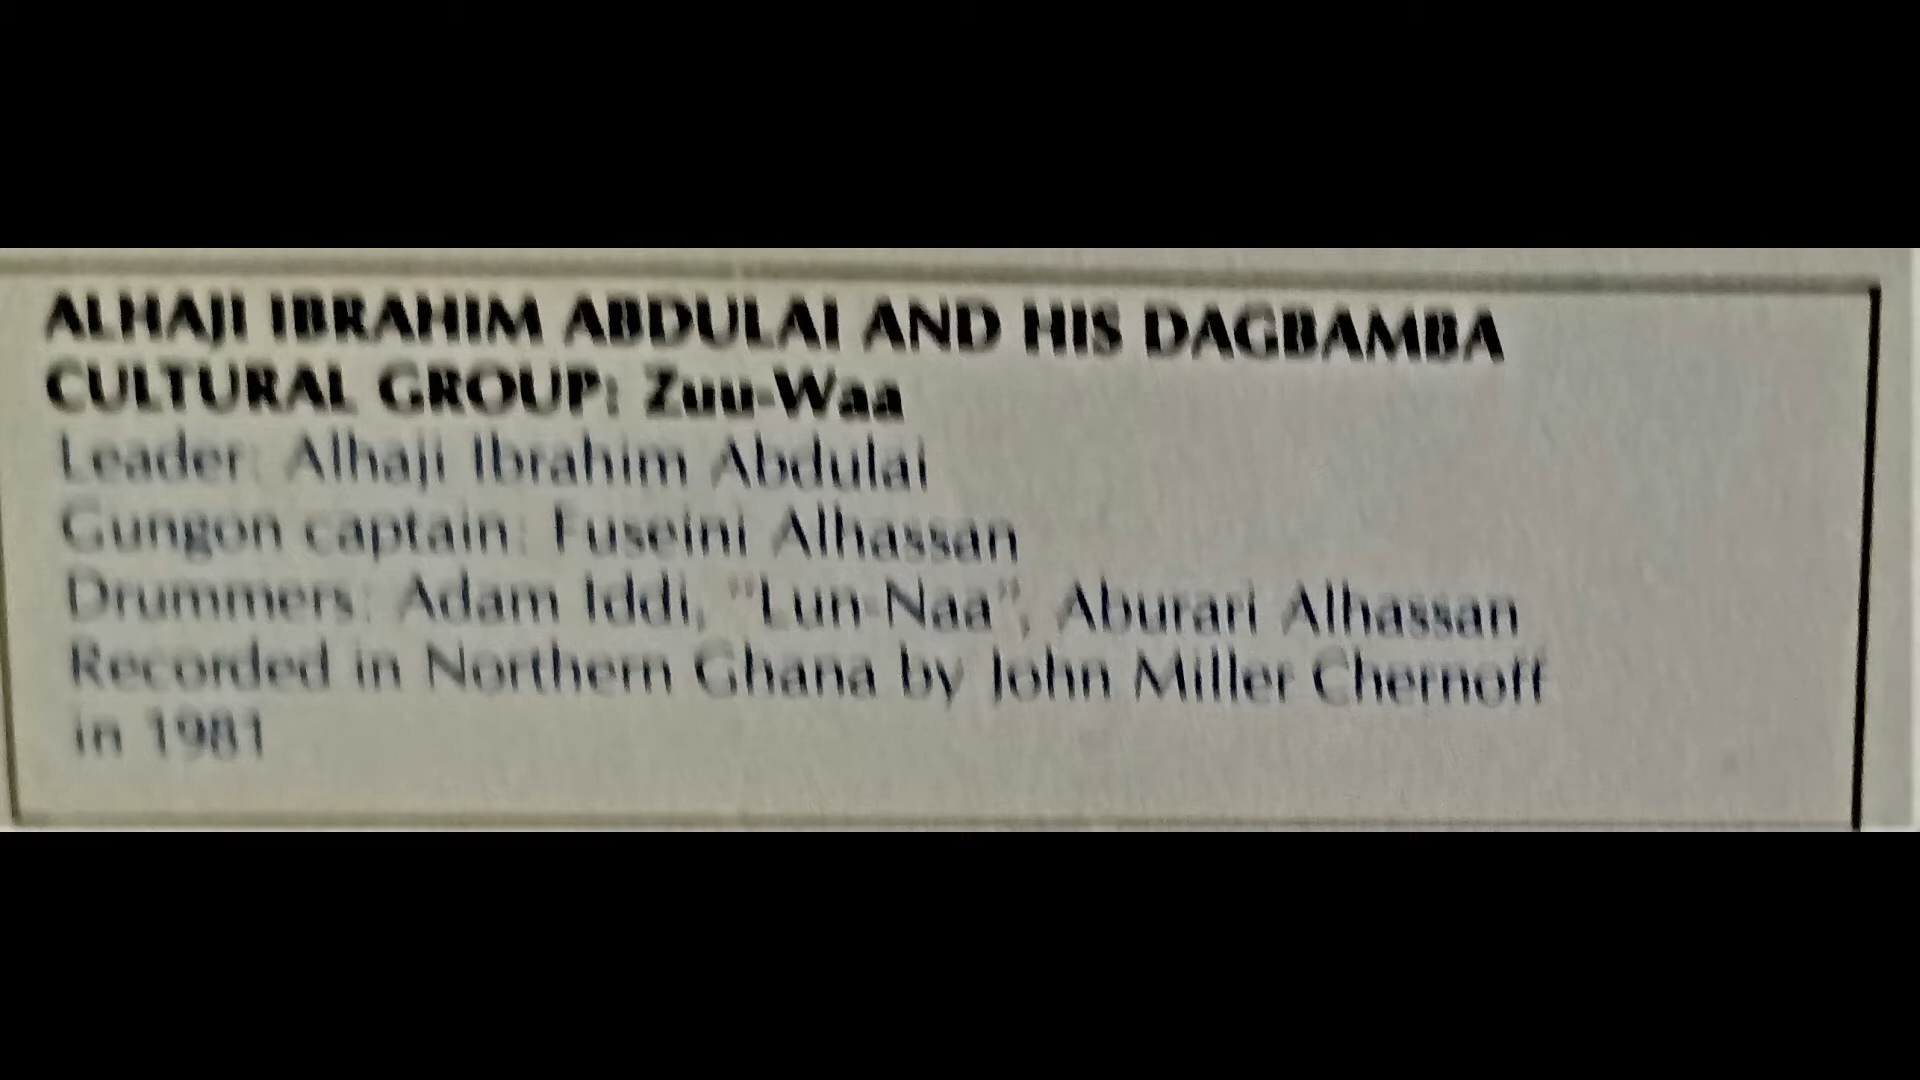 ALHAJI IBRAHIM ABDULAI AND HIS DAGBAMBA
CULTURAL GROUP: Zuu-Waa
Leader: Alhaji Ibrahim Abdulai
Gungon captain: Fuseini Alhassan
Drummers: Adam Iddi, "Lun-Naa", Aburari Alhassan
Recorded in Northern Ghana by John Miller Chernoff
in 1981